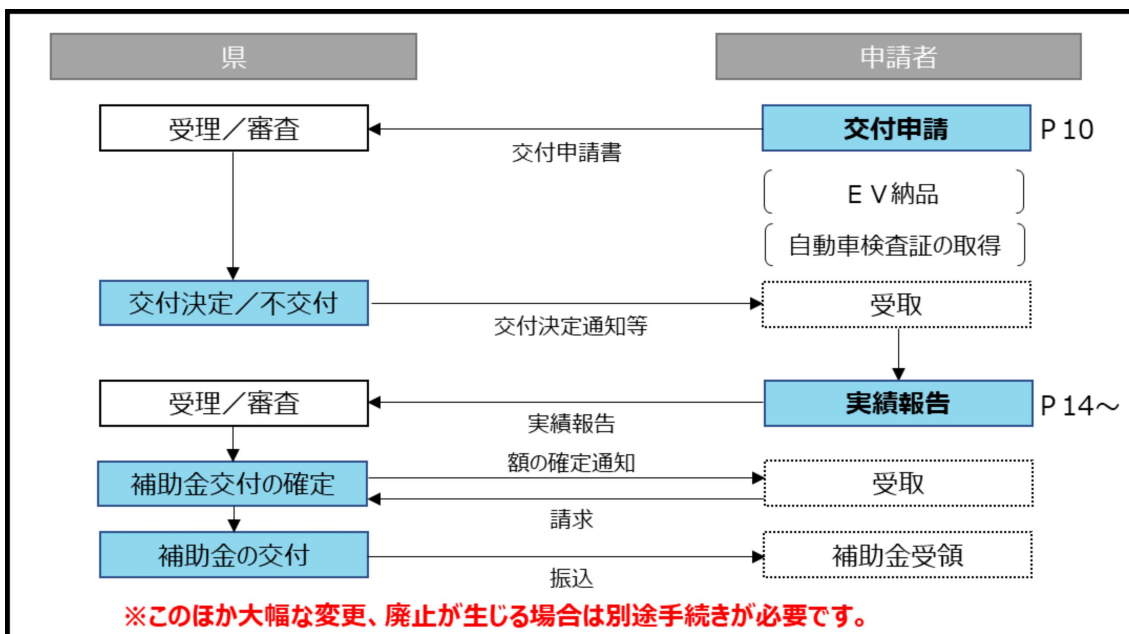 県
申請者
受理／審査
交付申請
Ｐ10
交付申請書
ＥＶ納品
自動車検査証の取得
交付決定／不交付
受取
交付決定通知等
受理／審査
実績報告
Ｐ14～
実績報告
額の確定通知
補助金交付の確定
受取
請求
補助金の交付
補助金受領
振込
※このほか大幅な変更、廃止が生じる場合は別途手続きが必要です。